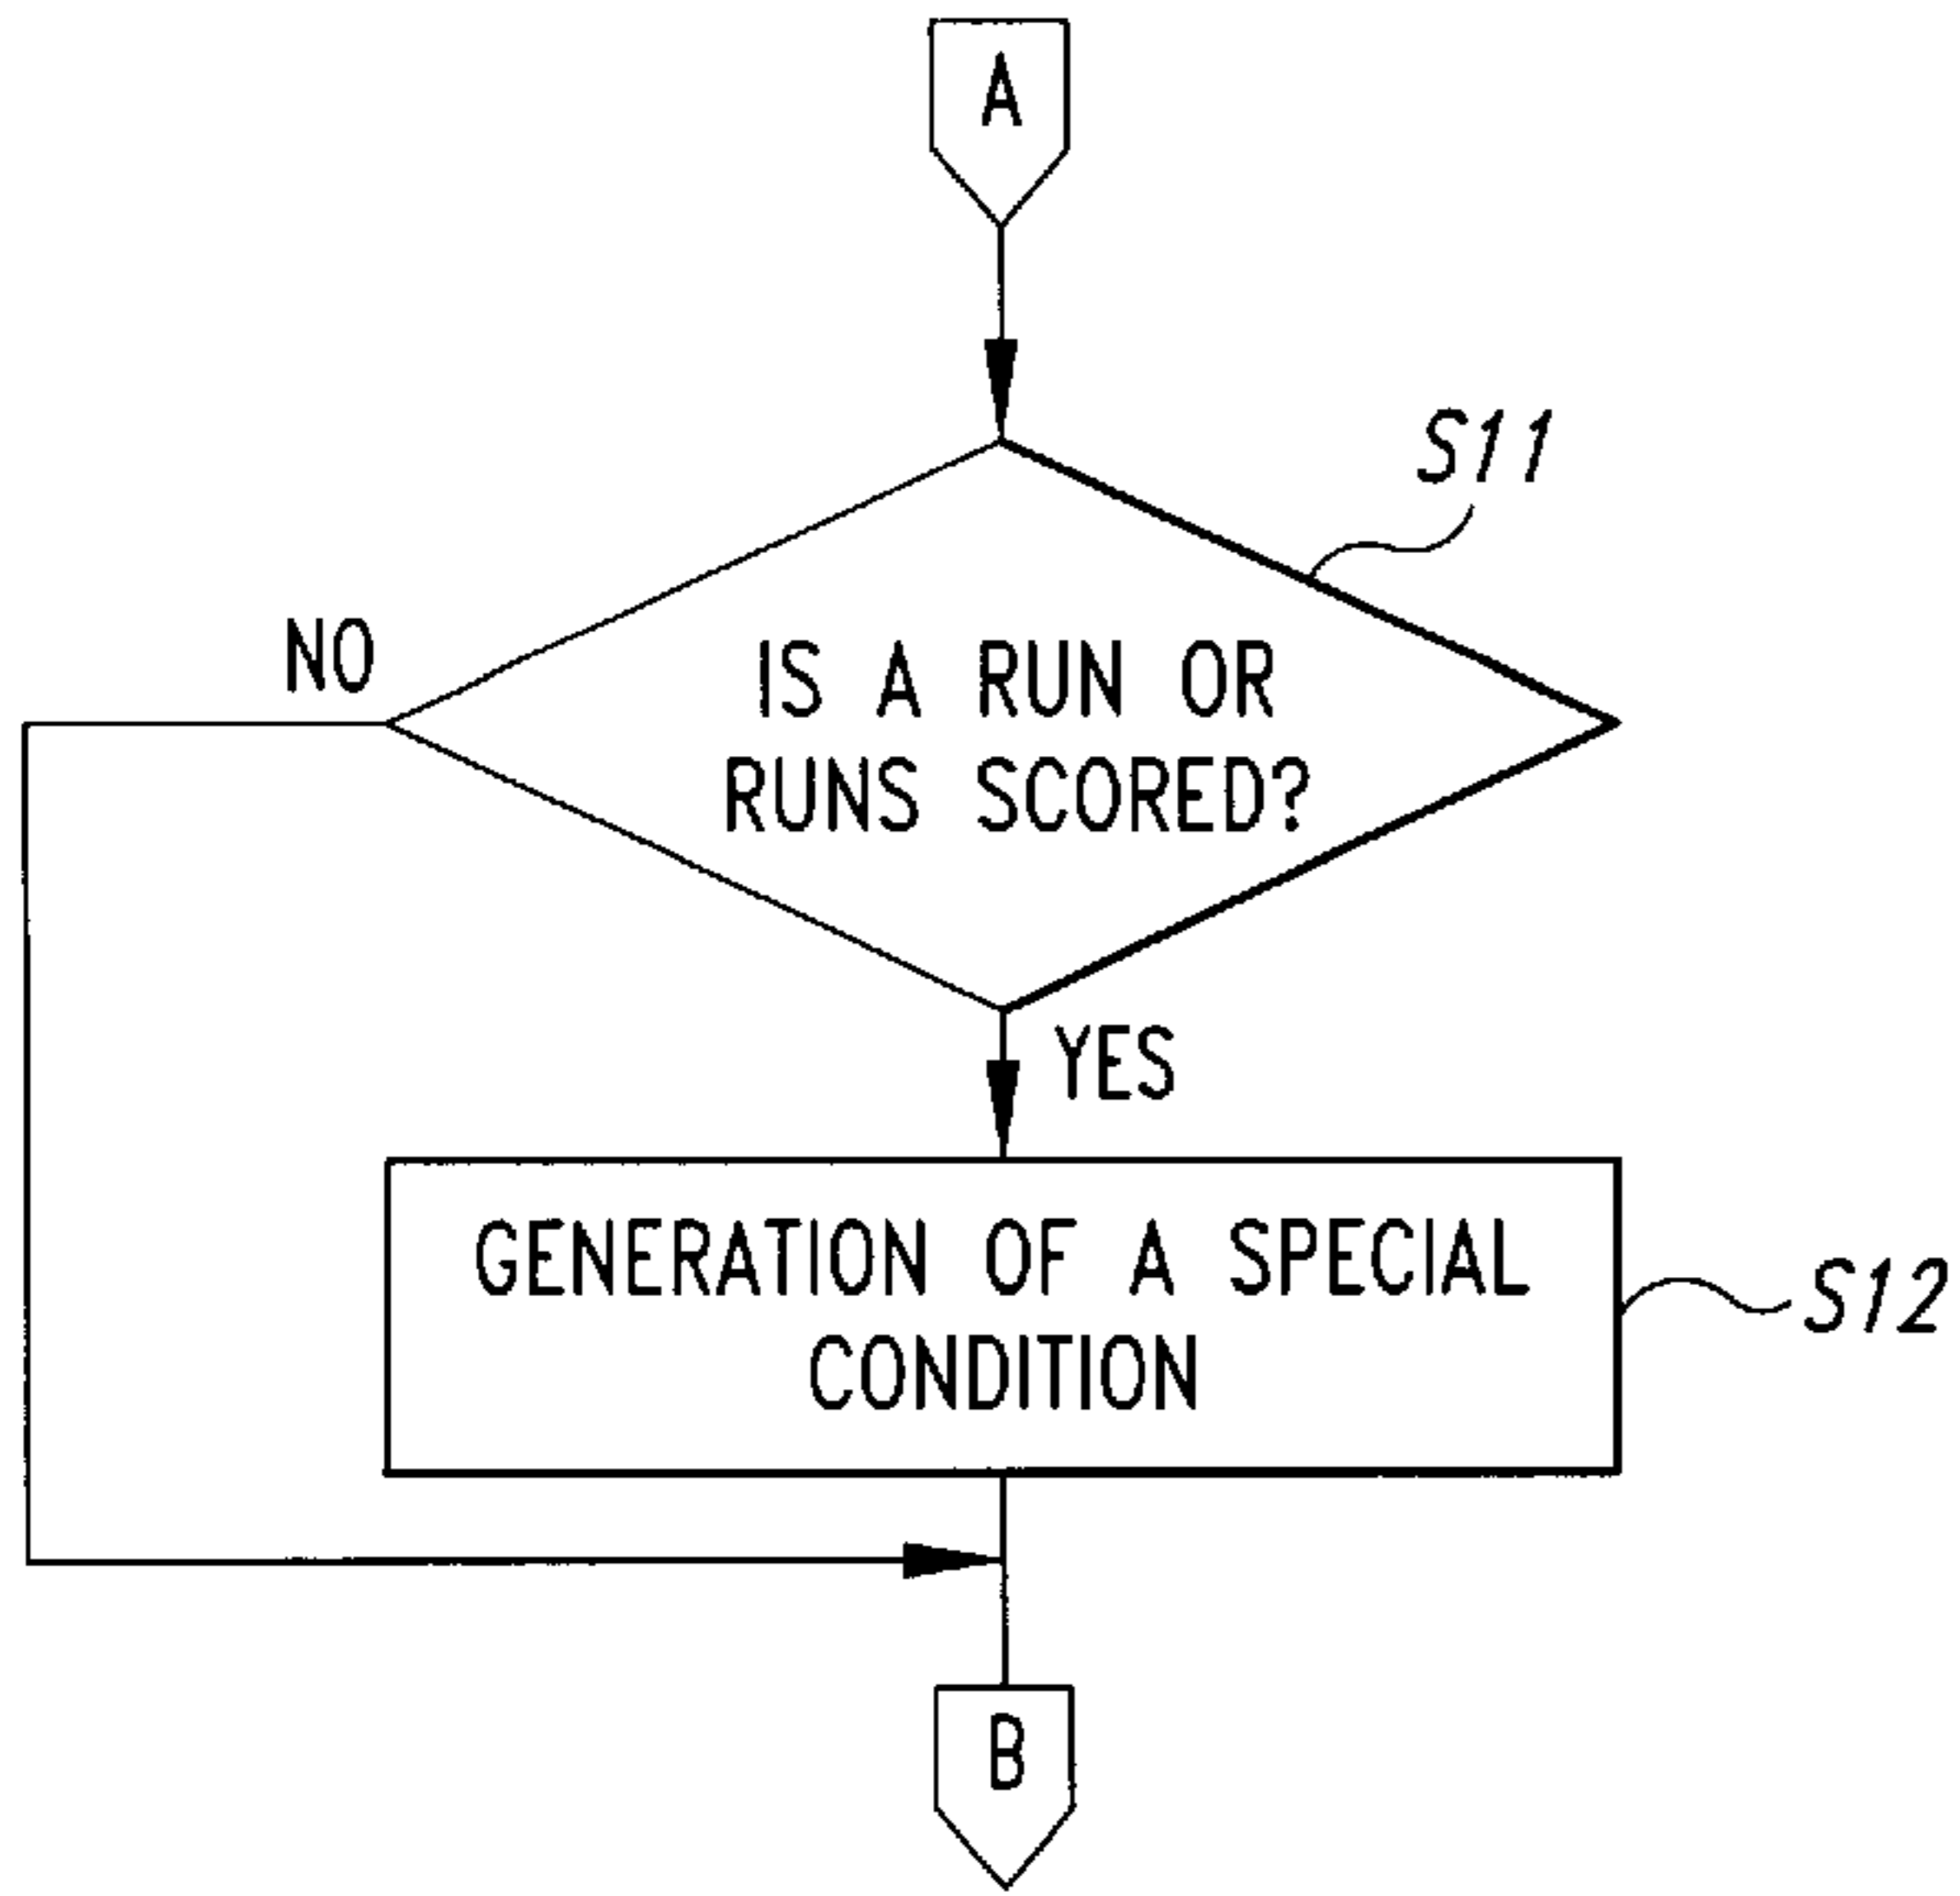 A
S11
NO
IS A RUN OR
RUNS SCORED?
YES
GENERATION OF A SPECIAL
CONDITION
S12
B